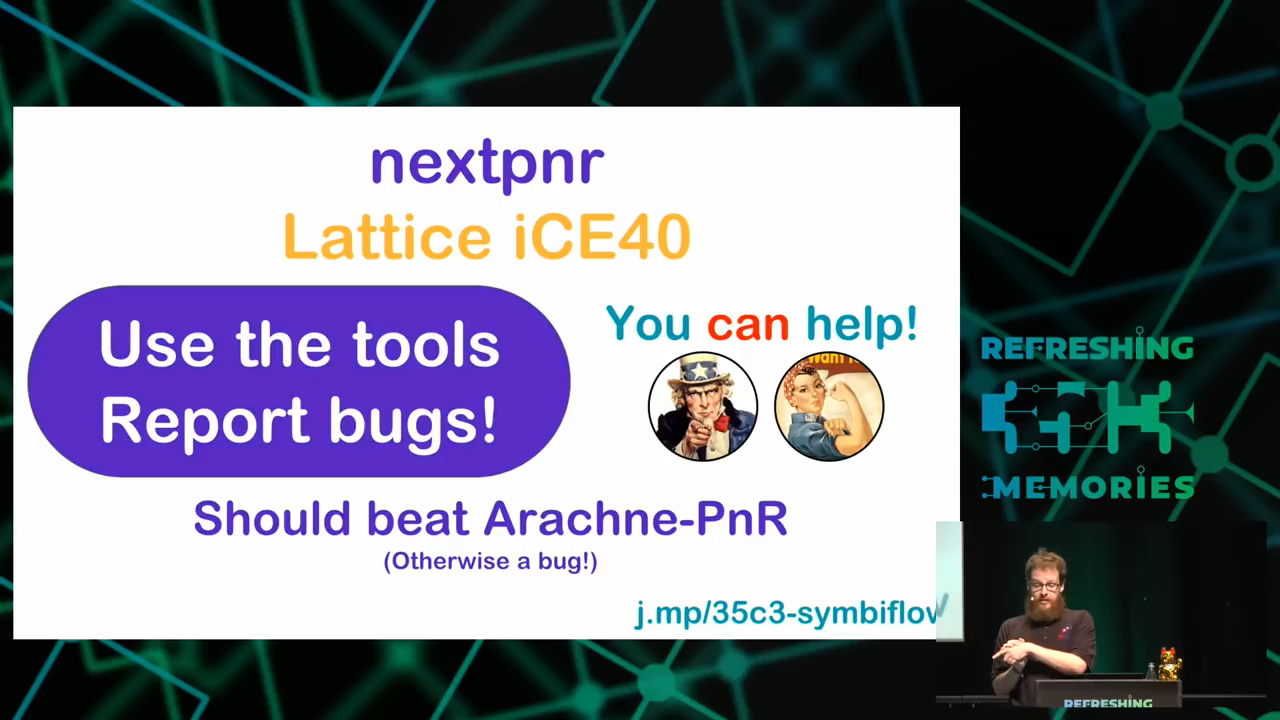 nextpnr
Lattice iCE40
Use the tools
Report bugs!
You can help!
Should beat Arachne-PnR
(Otherwise a bug!)
j.mp/35c3-symbiflow
REFRESHING
MEMORIES
REFRESHING